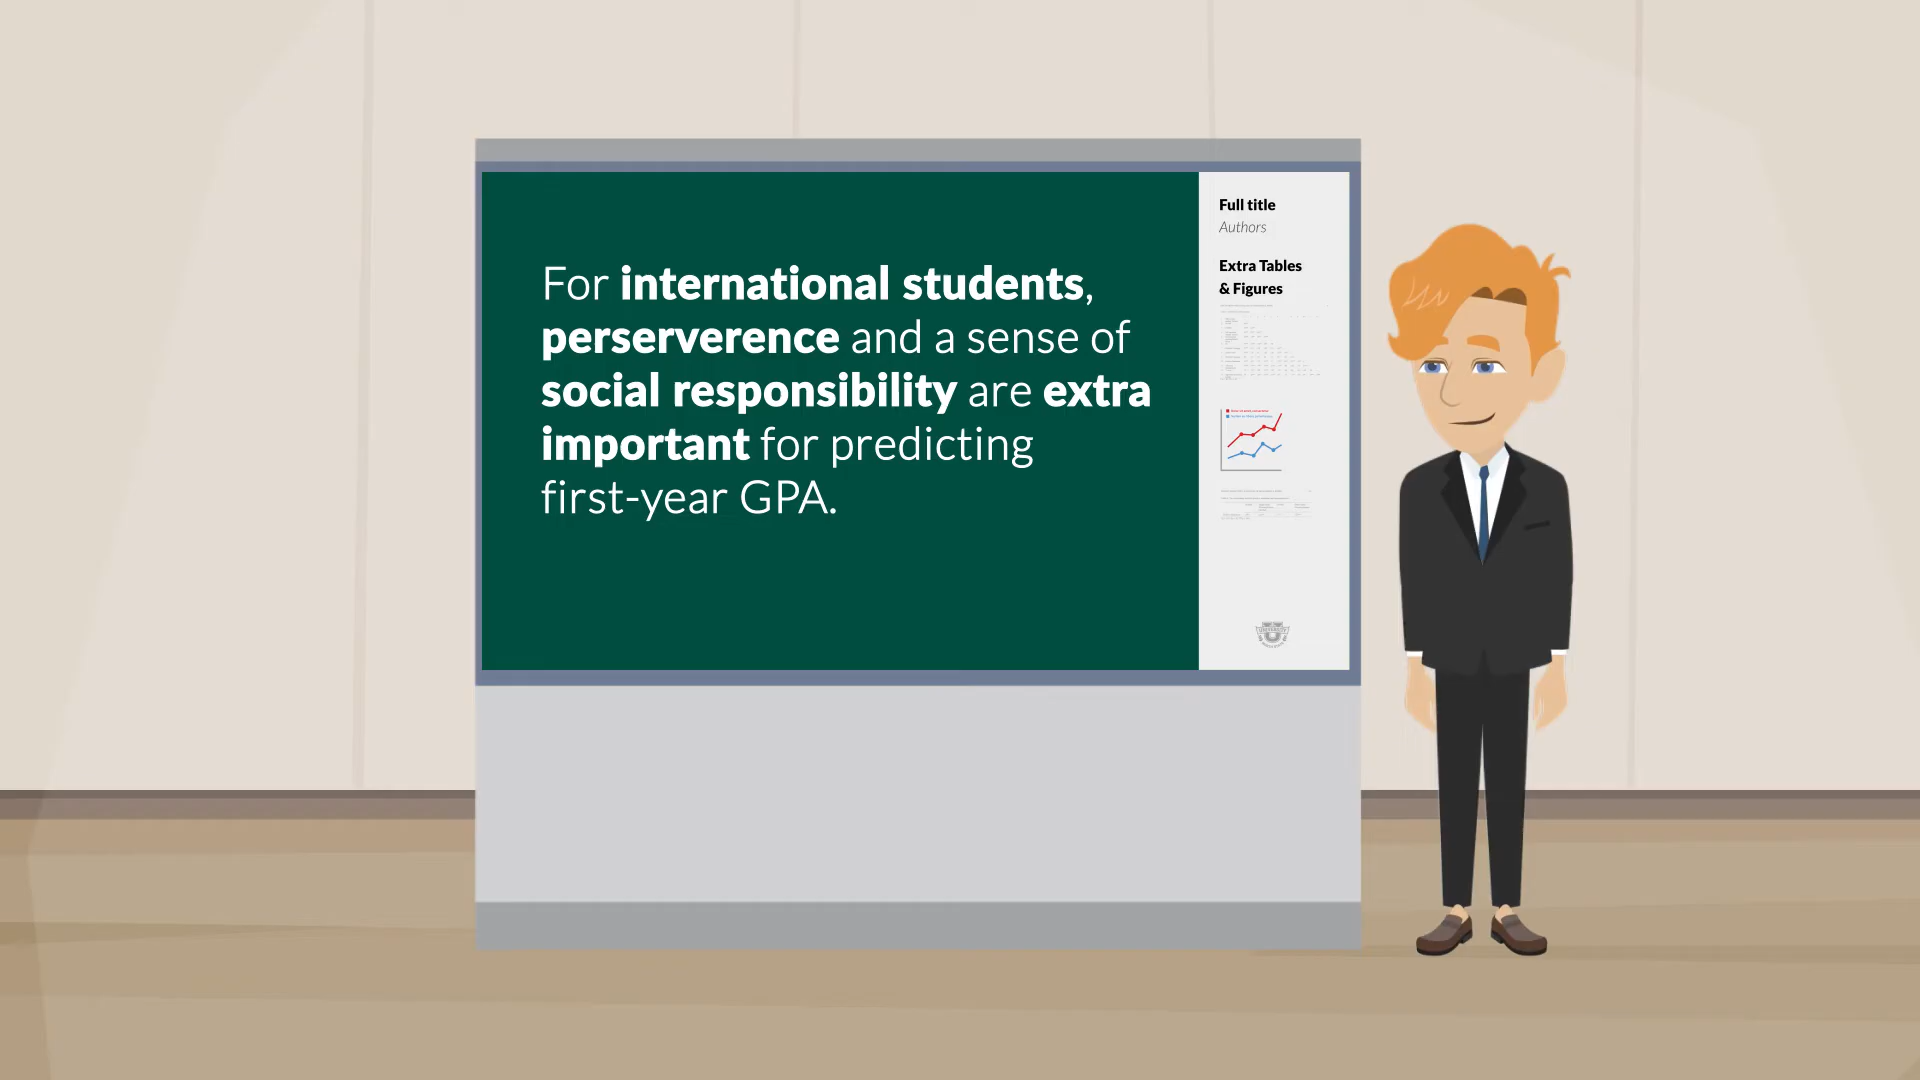 For international students,
perserverence and a sense of
social responsibility are extra
important for predicting
first-year GPA.
Full title
Authors
Extra Tables
& Figures
UNIVERSITY